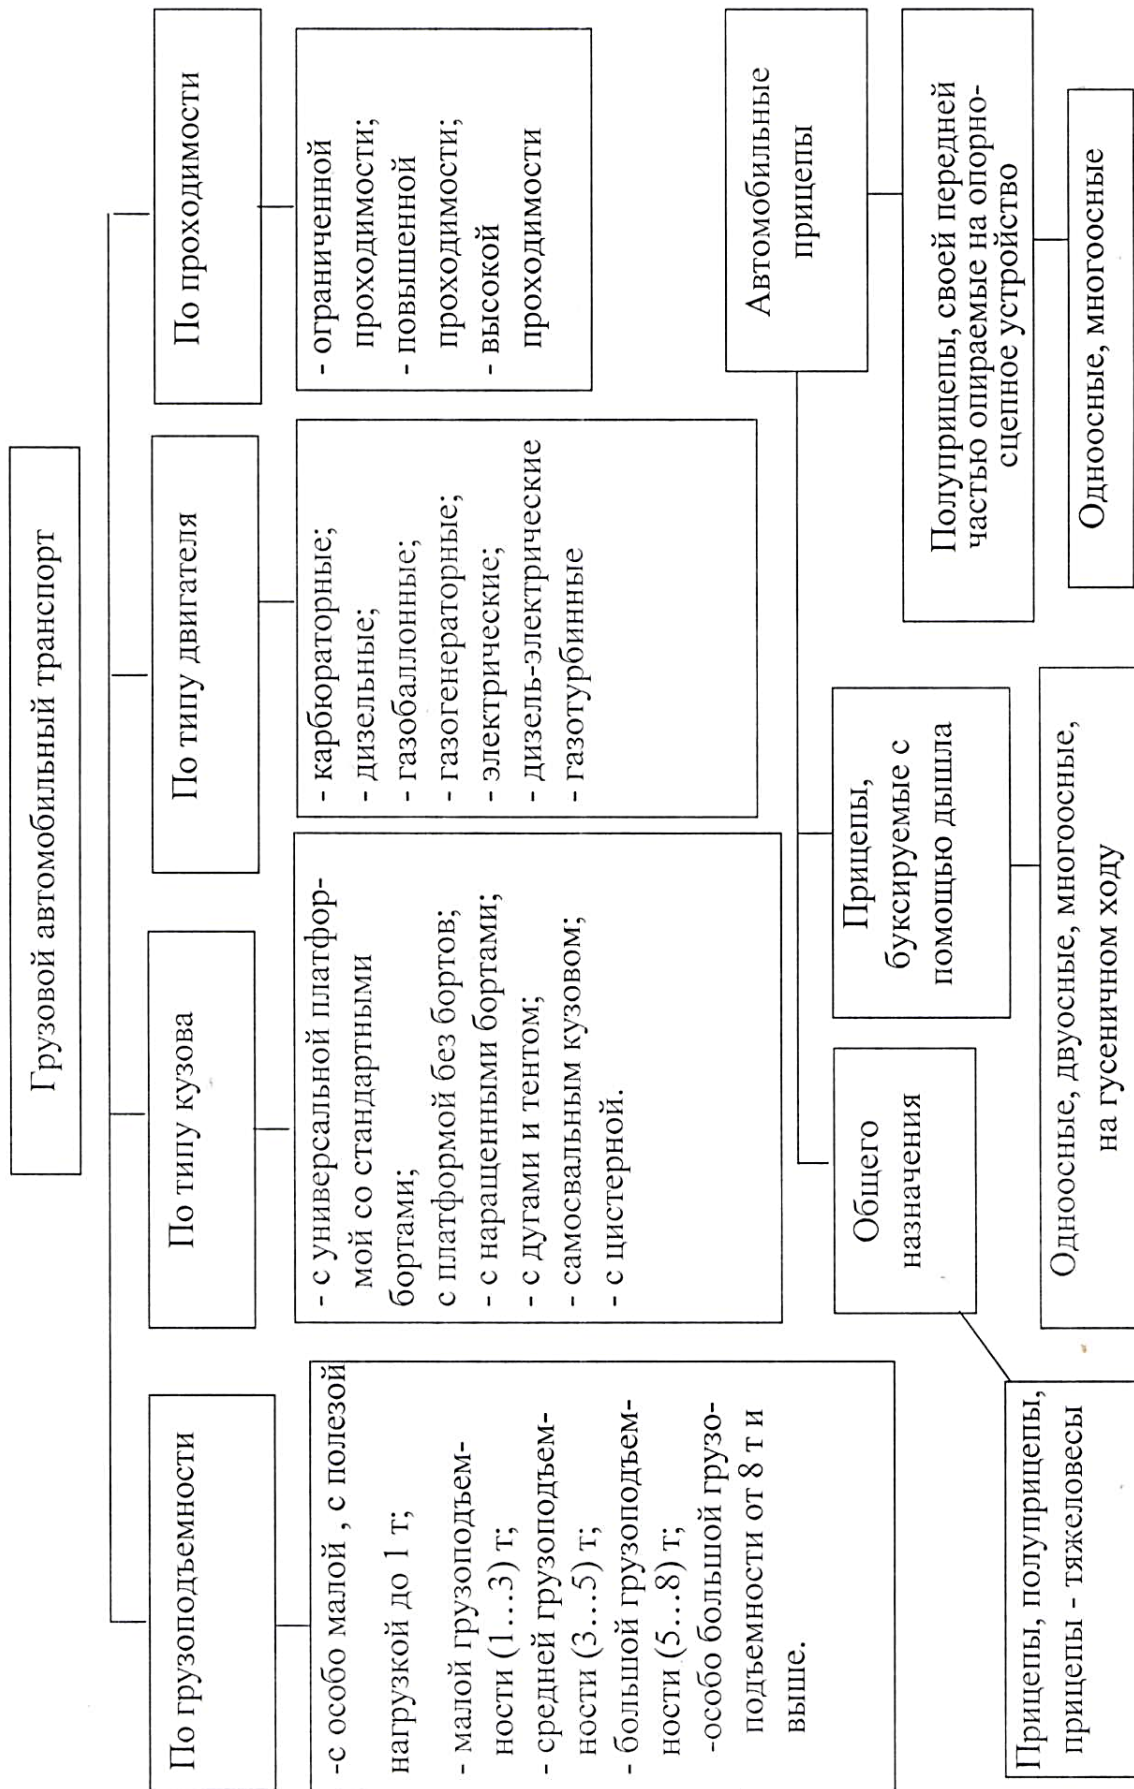 Грузовой автомобильный транспорт
По грузоподъемности
-с особо малой , с полезой
нагрузкой до 1 т;
- малой грузоподъем-
ности (1...3) т;
- средней грузоподъем-
ности (3...5) т;
- большой грузоподъем-
ности (5...8) т;
-особо большой грузо-
подъемности от 8 т и
выше.
По типу кузова
- с универсальной платфор-
мой со стандартными
бортами;
с платформой без бортов;
- с наращенными бортами;
- с дугами и тентом;
- самосвальным кузовом;
- с цистерной.
По типу двигателя
- карбюраторные;
- дизельные;
- газобаллонные;
- газогенераторные;
- электрические;
- дизель-электрические
- газотурбинные
По проходимости
- ограниченной
проходимости;
- повышенной
проходимости;
- высокой
проходимости
Автомобильные
прицепы
Общего
назначения
Прицепы, полуприцепы,
прицепы - тяжеловесы
Прицепы,
буксируемые с
помощью дышла
Одноосные, двуосные, многоосные,
на гусеничном ходу
Полуприцепы, своей передней
частью опираемые на опорно-
сцепное устройство
Одноосные, многоосные